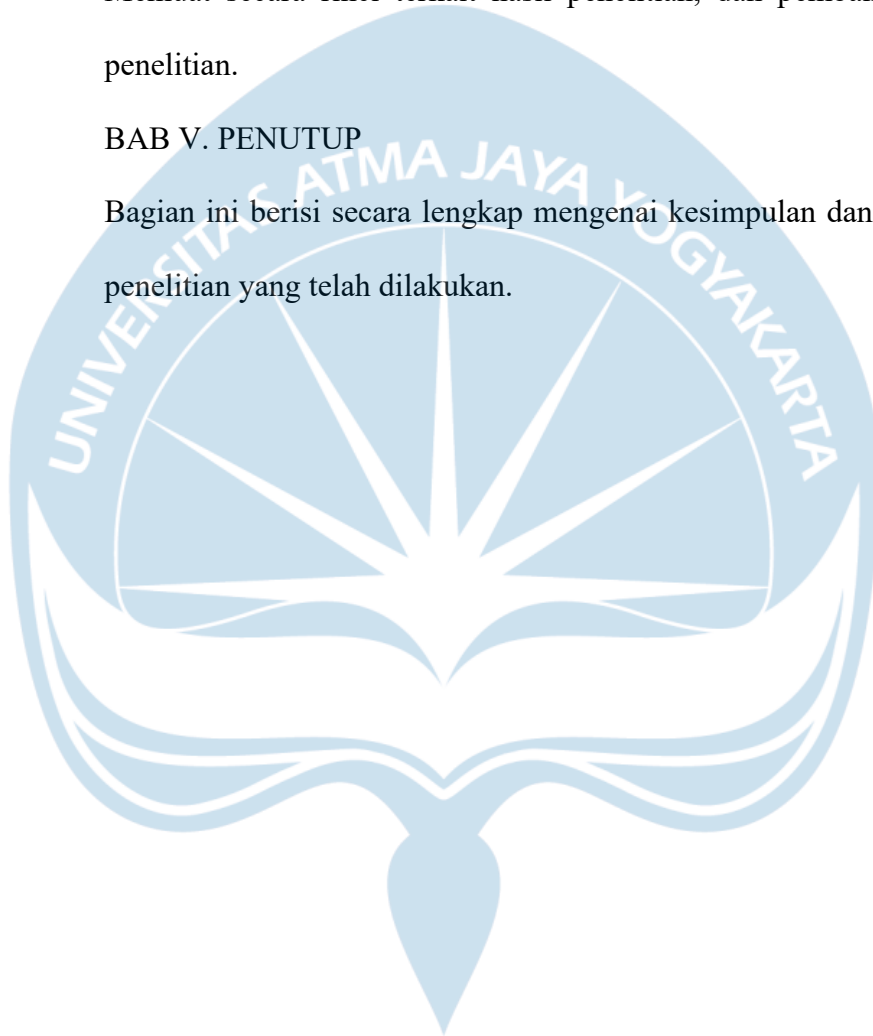 penelitian.
BAB V. PENUTUP
UNIVERSITAS ATMA JAYA YOGYAKARTA
Bagian ini berisi secara lengkap mengenai kesimpulan dan
penelitian yang telah dilakukan.